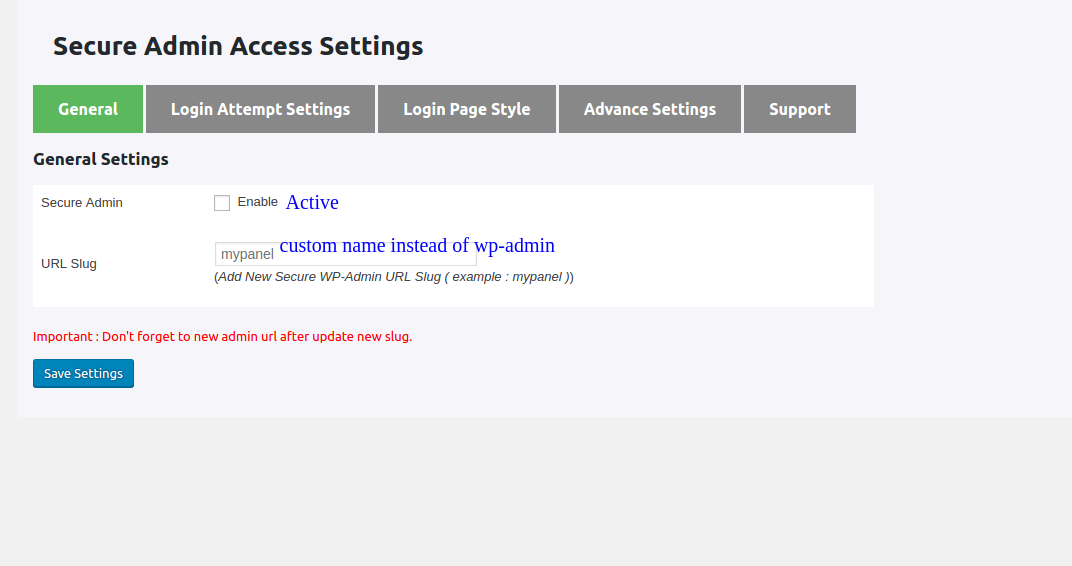 Secure Admin Access Settings
General Login Attempt Settings Login Page Style Advance Settings Support
General Settings
Secure Admin Enable Active
custom name instead of wp-admin
URL Slug mypanel
(Add New Secure WP-Admin URL Slug ( example : mypanel ))
Important : Don't forget to new admin url after update new slug.
Save Settings